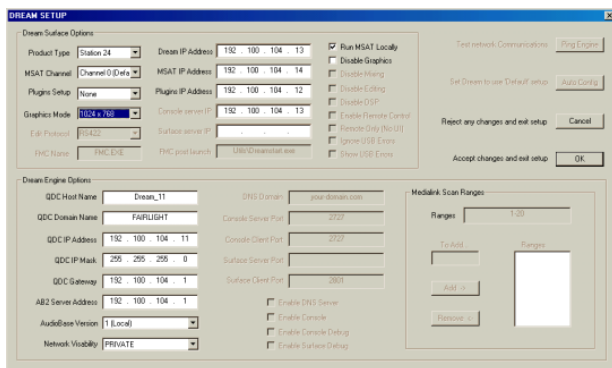 DREAM SETUP
Dream Surface Options
Product Type Station 24 Dream IP Address 192 . 100 . 104 . 13 Run MSAT Locally Test network Communications Ping Engine
Disable Graphics
MSAT Channel Channel 0 (Defa MSAT IP Address 192 . 100 . 104 . 14 Disable Mixing
Plugins Setup None Plugins IP Address 192 . 100 . 104 . 12 Disable Editing Set Dream to use 'Default' setup Auto Config
Disable DSP
Graphics Mode 1024 x 768 Console server IP 192 . 100 . 104 . 13 Enable Remote Control
Edit Protocol RS422 Surface server IP . . . Remote Only (No UI) Reject any changes and exit setup Cancel
Ignore USB Errors
FMC Name FMC.EXE FMC post launch Utils\Dreamstart.exe Show USB Errors Accept changes and exit setup OK
Dream Engine Options
QDC Host Name Dream_11 DNS Domain your-domain.com Medialink Scan Ranges
QDC Domain Name FAIRLIGHT Console Server Port 2727 Ranges 1-20
QDC IP Address 192 . 100 . 104 . 11 Console Client Port 2727 To Add : Ranges:
QDC IP Mask 255 . 255 . 255 . 0 Surface Server Port
QDC Gateway 192 . 100 . 104 . 1 Surface Client Port 2601 Add ->
AB2 Server Address 192 . 100 . 104 . 1 Enable DNS Server
AudioBase Version 1 (Local) Enable Console Remove <-
Enable Console Debug
Network Visability PRIVATE Enable Surface Debug